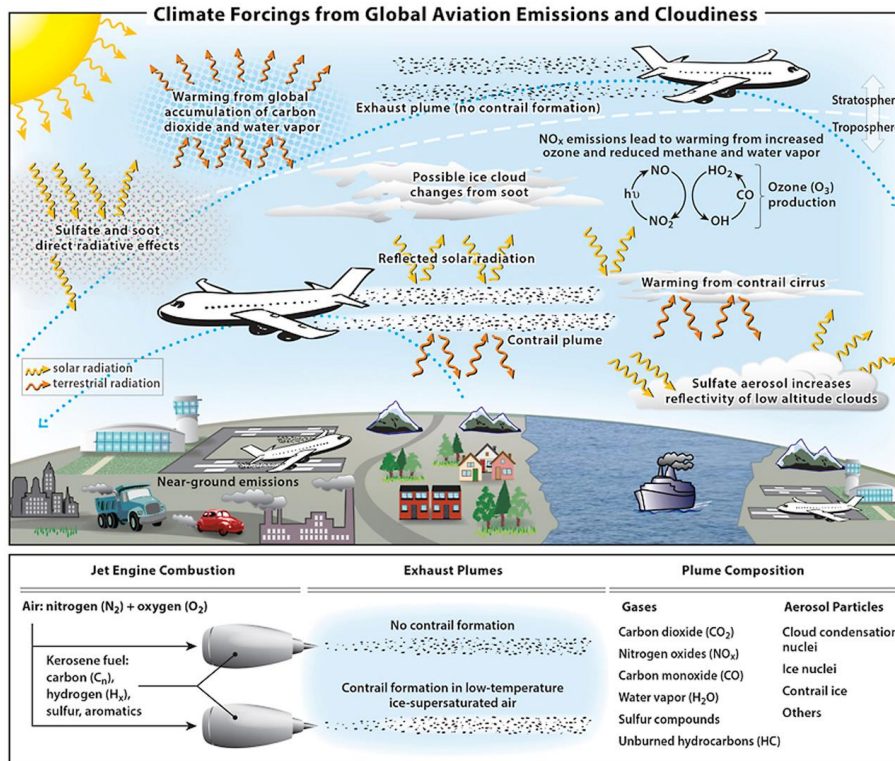 Climate Forcings from Global Aviation Emissions and Cloudiness
Warming from global
accumulation of carbon
dioxide and water vapor
Exhaust plume (no contrail formation)
Stratosphere
Troposphere
NOx emissions lead to warming from increased
ozone and reduced methane and water vapor
Possible ice cloud
changes from soot
NO
HO2
hυ
CO
NO2
OH
Ozone (O3)
production
Sulfate and soot
direct radiative effects
Reflected solar radiation
Warming from contrail cirrus
Contrail plume
solar radiation
terrestrial radiation
Sulfate aerosol increases
reflectivity of low altitude clouds
Near-ground emissions
Jet Engine Combustion
Exhaust Plumes
Plume Composition
Air: nitrogen (N2) + oxygen (O2)
Kerosene fuel:
carbon (Cn),
hydrogen (Hx),
sulfur, aromatics
No contrail formation
Contrail formation in low-temperature
ice-supersaturated air
Gases
Carbon dioxide (CO2)
Nitrogen oxides (NOx)
Carbon monoxide (CO)
Water vapor (H2O)
Sulfur compounds
Unburned hydrocarbons (HC)
Aerosol Particles
Cloud condensation
nuclei
Ice nuclei
Contrail ice
Others